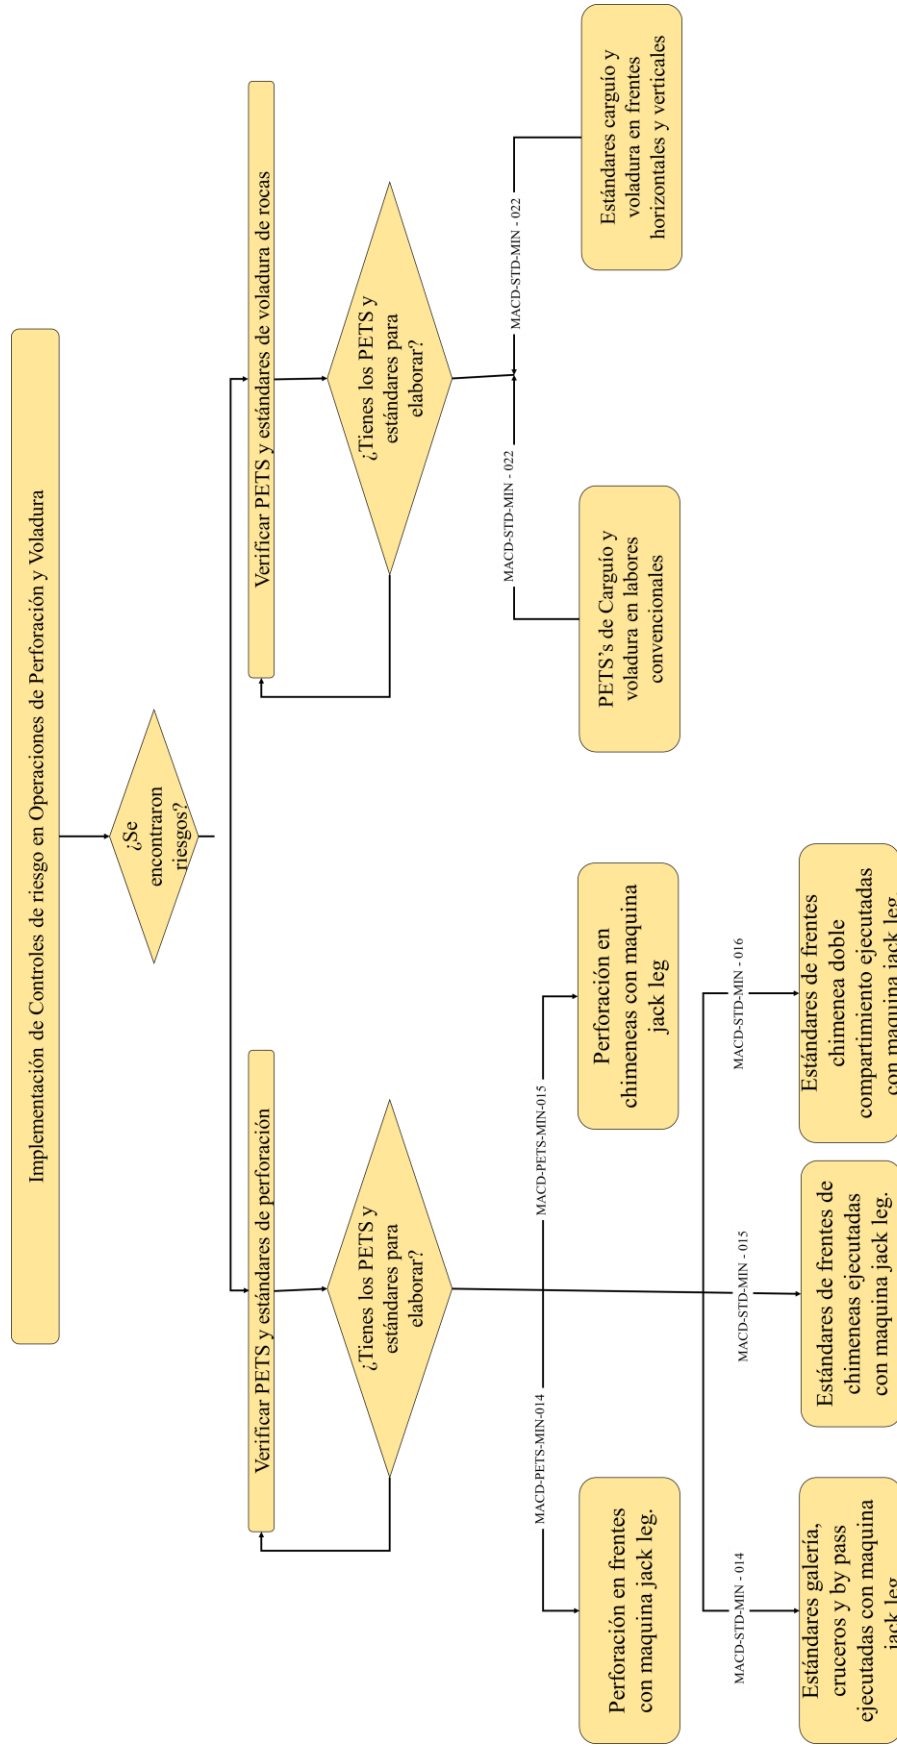 Implementación de Controles de riesgo en Operaciones de Perforación y Voladura
¿Se
encontraron
riesgos?
Verificar PETS y estándares de perforación
Verificar PETS y estándares de voladura de rocas
¿Tienes los PETS y
estándares para
elaborar?
¿Tienes los PETS y
estándares para
elaborar?
MACD-PETS-MIN-014
MACD-PETS-MIN-015
MACD-STD-MIN - 022
MACD-STD-MIN - 022
Perforación en frentes
con maquina jack leg.
Perforación en
chimeneas con maquina
jack leg
PETS’s de Carguío y
voladura en labores
convencionales
Estándares carguío y
voladura en frentes
horizontales y verticales
MACD-STD-MIN - 014
MACD-STD-MIN - 015
MACD-STD-MIN - 016
Estándares galería,
cruceros y by pass
ejecutadas con maquina
jack leg
Estándares de frentes de
chimeneas ejecutadas
con maquina jack leg.
Estándares de frentes
chimenea doble
compartimiento ejecutadas
con maquina jack leg.